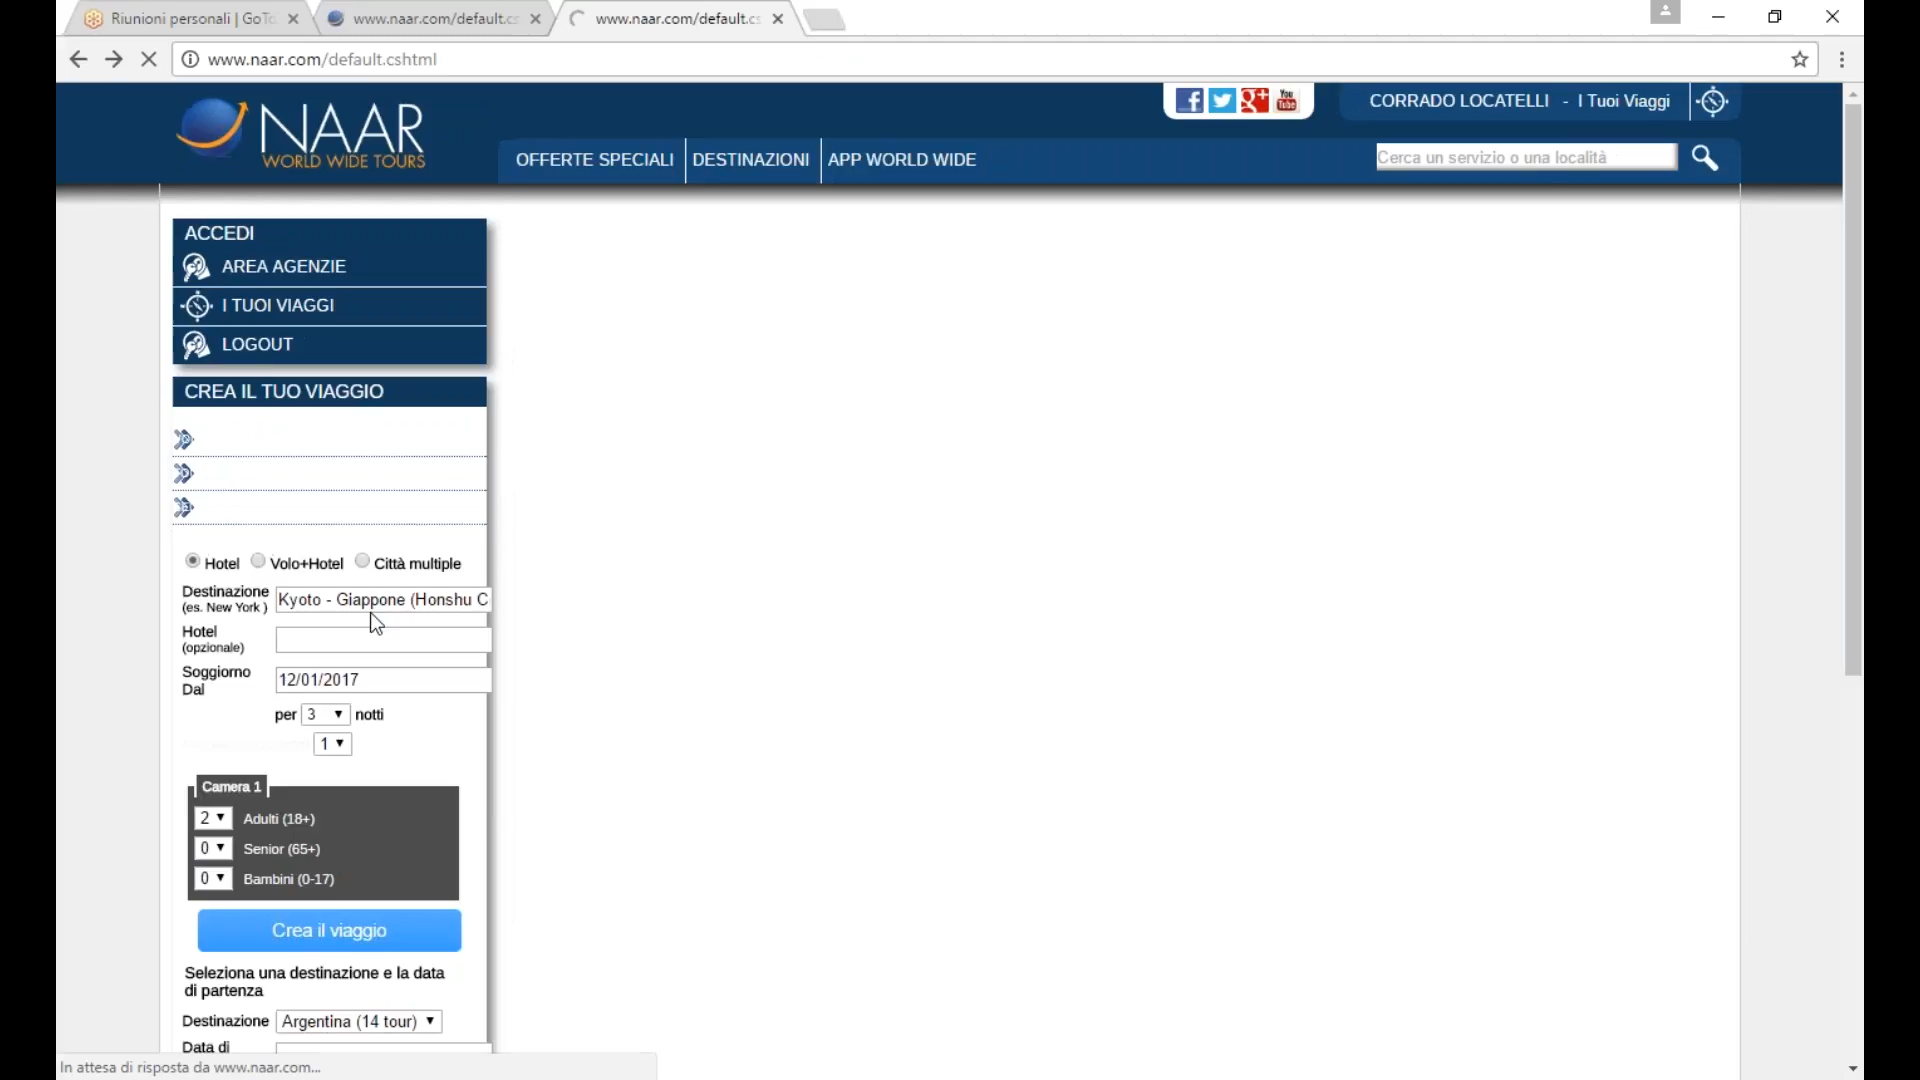 Riunioni personali | GoTo
www.naar.com/default.cs
www.naar.com/default.cs
www.naar.com/default.cshtml
NAAR
WORLD WIDE TOURS
You
Tube
CORRADO LOCATELLI - I Tuoi Viaggi
OFFERTE SPECIALI
DESTINAZIONI
APP WORLD WIDE
Cerca un servizio o una località
ACCEDI
AREA AGENZIE
I TUOI VIAGGI
LOGOUT
CREA IL TUO VIAGGIO
Hotel
Volo+Hotel
Città multiple
Destinazione
(es. New York )
Kyoto - Giappone (Honshu C
Hotel
(opzionale)
Soggiorno
Dal
12/01/2017
per 3 notti
1
Camera 1
2 Adulti (18+)
0 Senior (65+)
0 Bambini (0-17)
Crea il viaggio
Seleziona una destinazione e la data
di partenza
Destinazione Argentina (14 tour)
Data di
In attesa di risposta da www.naar.com...